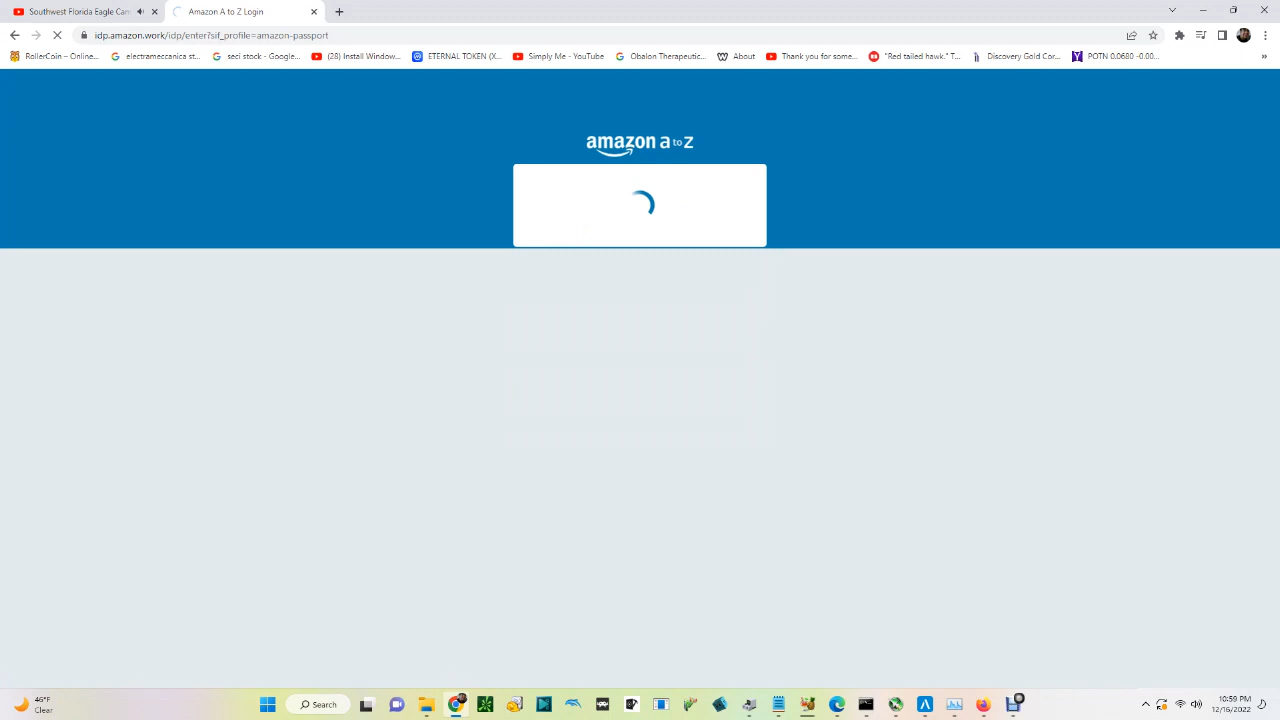 Southwest Florida Eagle Can
Amazon A to Z Login
idp.amazon.work/idp/enter?sif_profile=amazon-passport
RollerCoin – Online...
electrameccanica st...
seci stock - Google...
(28) Install Window...
ETERNAL TOKEN (X...
Simply Me - YouTube
Obalon Therapeutic...
About
Thank you for some...
"Red tailed hawk." T...
Discovery Gold Cor...
POTN 0.0680 -0.00...
»
amazon a to z
46°F
Clear
Search
10:59 PM
12/16/2022